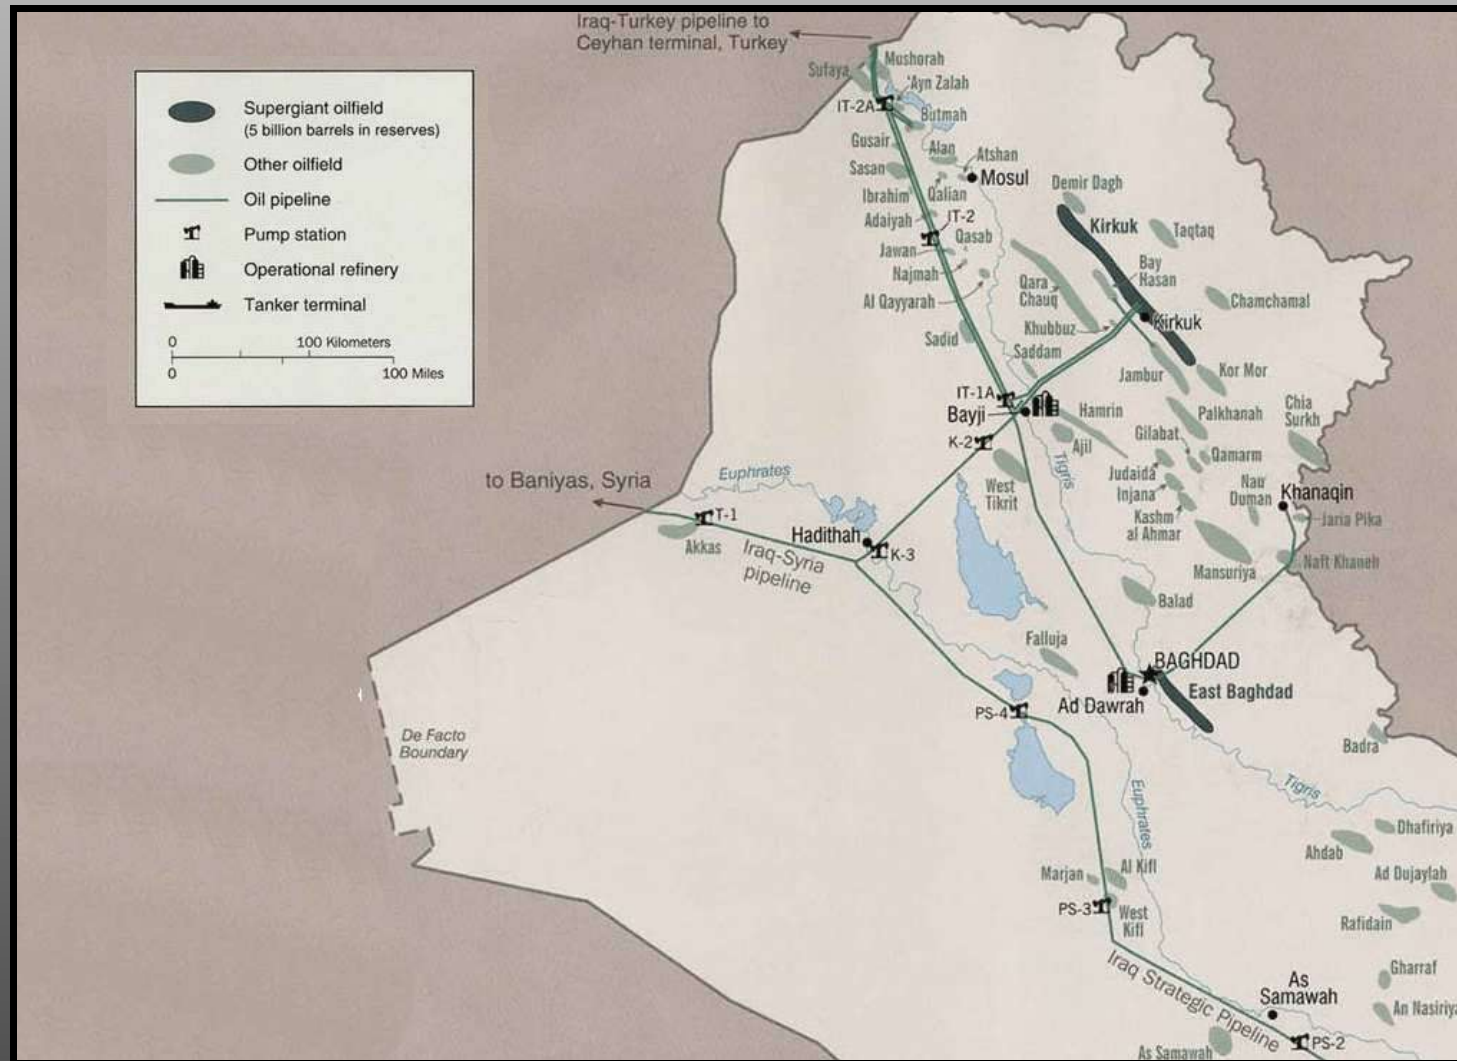 Iraq-Turkey pipeline to
Ceyhan terminal, Turkey
Supergiant oilfield
(5 billion barrels in reserves)
Other oilfield
Oil pipeline
Pump station
Operational refinery
Tanker terminal
0 100 Kilometers
0 100 Miles
Mushorah
Sufaya
'Ayn Zalah
IT-2A
Butmah
Gusair
Alan
Atshan
Sasan
Mosul
Demir Dagh
Ibrahim
Qalian
Adaiyah
IT-2
Kirkuk
Taqtaq
Jawan
Qasab
Najmah
Bay
Hasan
Qara
Chauq
Al Qayyarah
Chamchamal
Khubbuz
Kirkuk
Sadid
Saddam
Jambur
Kor Mor
IT-1A
Bayji
Hamrin
Palkhanah
Chia
Surkh
K-2
Ajil
Gilabat
Qamarm
Judaida
to Baniyas, Syria
Euphrates
Tigris
West
Tikrit
Injana
Nau
Duman
Khanaqin
T-1
Kashm
al Ahmar
Jaria Pika
Hadithah
K-3
Akkas
Iraq-Syria
pipeline
Mansuriya
Naft Khaneh
Balad
Falluja
BAGHDAD
East Baghdad
Ad Dawrah
PS-4
De Facto
Boundary
Badra
Tigris
Euphrates
Dhafiriya
Ahdab
Marjan
Al Kifl
Ad Dujaylah
PS-3
West
Kifl
Rafidain
Iraq Strategic Pipeline
Gharraf
As
Samawah
An Nasiriya
PS-2
As Samawah